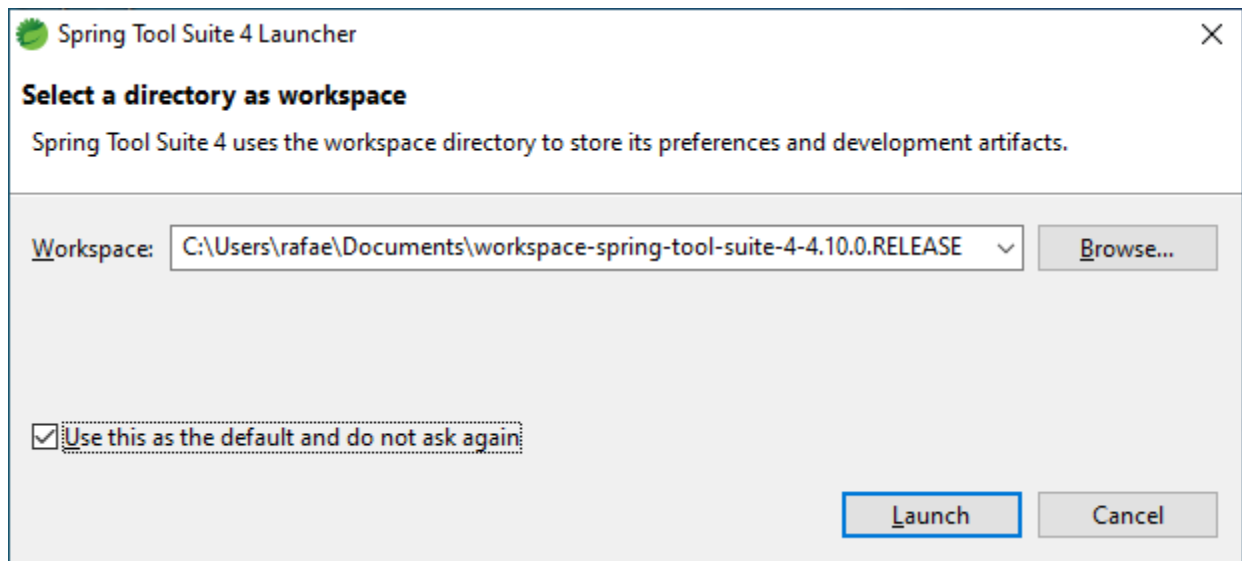 Spring Tool Suite 4 Launcher
Select a directory as workspace
Spring Tool Suite 4 uses the workspace directory to store its preferences and development artifacts.
Workspace: C:\Users\rafae\Documents\workspace-spring-tool-suite-4-4.10.0.RELEASE Browse...
Use this as the default and do not ask again
Launch Cancel